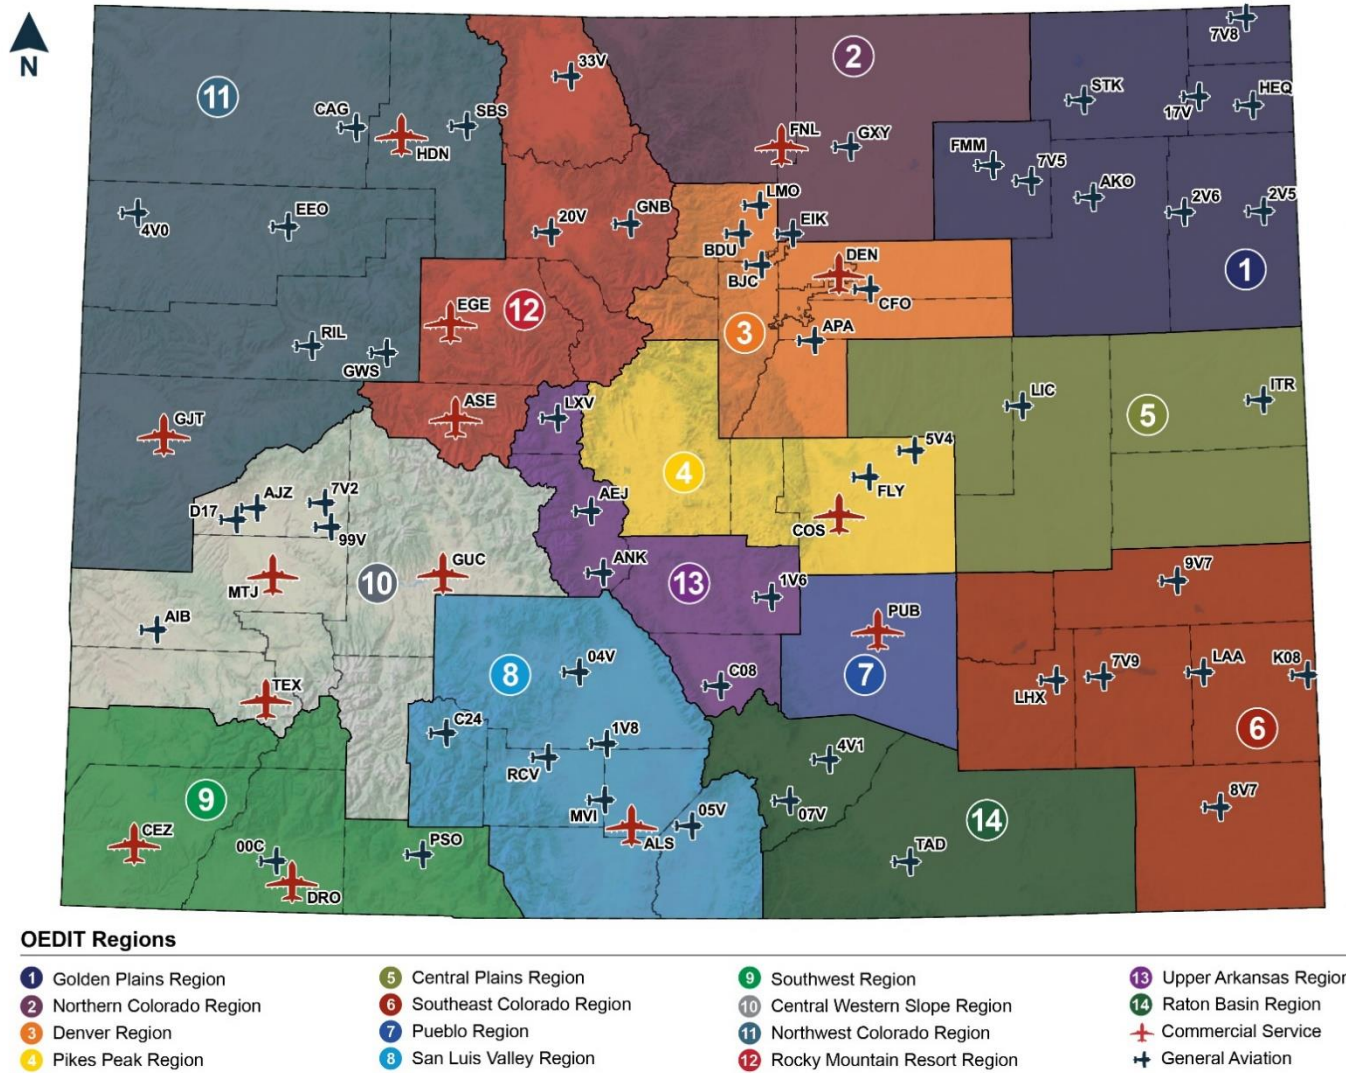 N
11
12
2
1
3
4
5
10
13
8
7
6
9
14
33V
7V8
STK
17V
HEQ
CAG
HDN
SBS
FNL
GXY
FMM
7V5
AKO
2V6
2V5
4V0
EEO
20V
GNB
LMO
BDU
EIK
BJC
DEN
CFO
EGE
RIL
GWS
APA
LIC
ITR
GJT
ASE
LXV
5V4
FLY
COS
D17
AJZ
7V2
99V
AEJ
MTJ
GUC
ANK
1V6
9V7
AIB
PUB
04V
C08
LHX
7V9
LAA
K08
TEX
C24
1V8
RCV
4V1
MVI
ALS
05V
07V
8V7
CEZ
00C
DRO
PSO
TAD
OEDIT Regions
1 Golden Plains Region
2 Northern Colorado Region
3 Denver Region
4 Pikes Peak Region
5 Central Plains Region
6 Southeast Colorado Region
7 Pueblo Region
8 San Luis Valley Region
9 Southwest Region
10 Central Western Slope Region
11 Northwest Colorado Region
12 Rocky Mountain Resort Region
13 Upper Arkansas Region
14 Raton Basin Region
Commercial Service
General Aviation